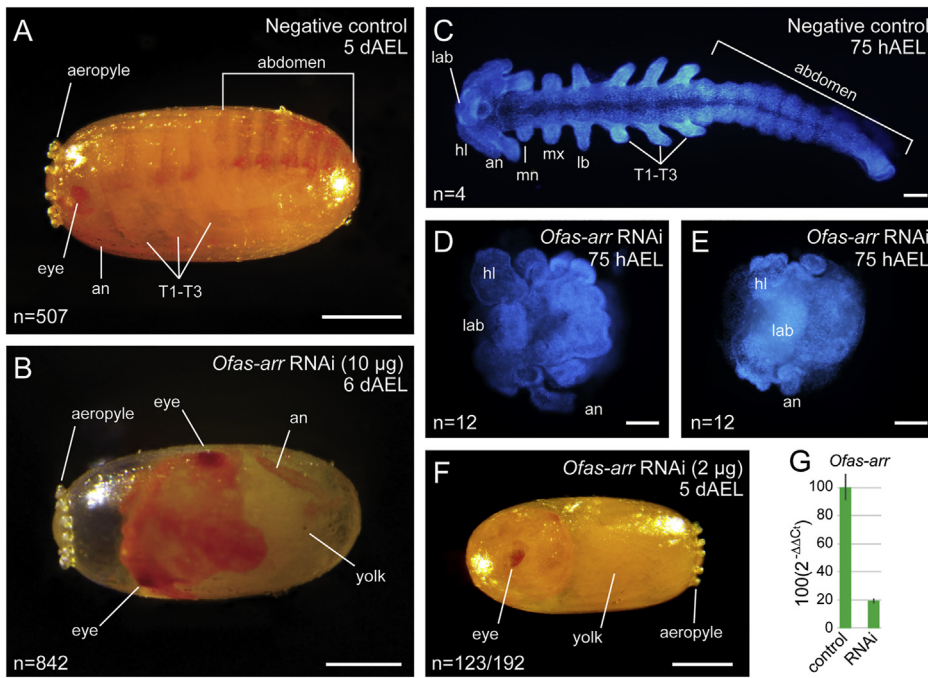 A
Negative control
5 dAEL
aeropyle
abdomen
eye
an
T1-T3
n=507
B
Ofas-arr RNAi (10 µg)
6 dAEL
eye
aeropyle
an
yolk
eye
n=842
C
Negative control
75 hAEL
lab
abdomen
hl
an
mn
mx
lb
T1-T3
n=4
D
Ofas-arr RNAi
75 hAEL
hl
lab
an
n=12
E
Ofas-arr RNAi
75 hAEL
hl
lab
an
n=12
F
Ofas-arr RNAi (2 µg)
5 dAEL
eye
yolk
aeropyle
n=123/192
G
Ofas-arr
100(2-ΔΔCt)
100
80
60
40
20
0
control
RNAi